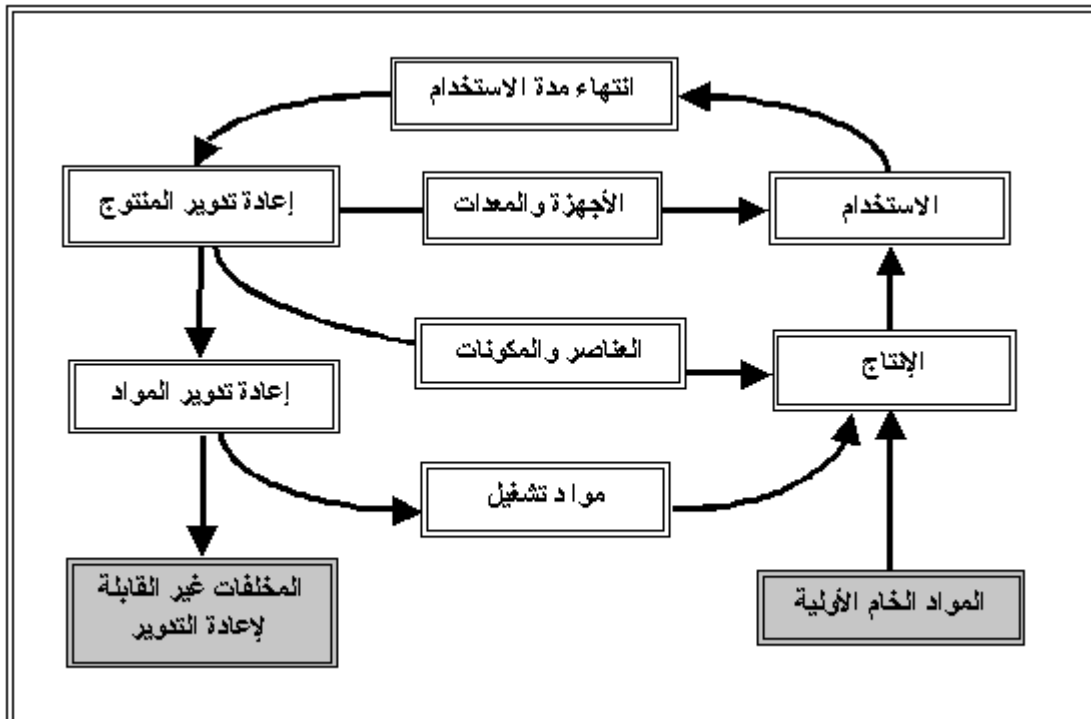 انتهاء مدة الاستخدام
الاستخدام
الأجهزة والمعدات
إعادة تدوير المنتوج
الإنتاج
العناصر والمكونات
إعادة تدوير المواد
مواد تشغيل
المواد الخام الأولية
المخلفات غير القابلة
لإعادة التدوير